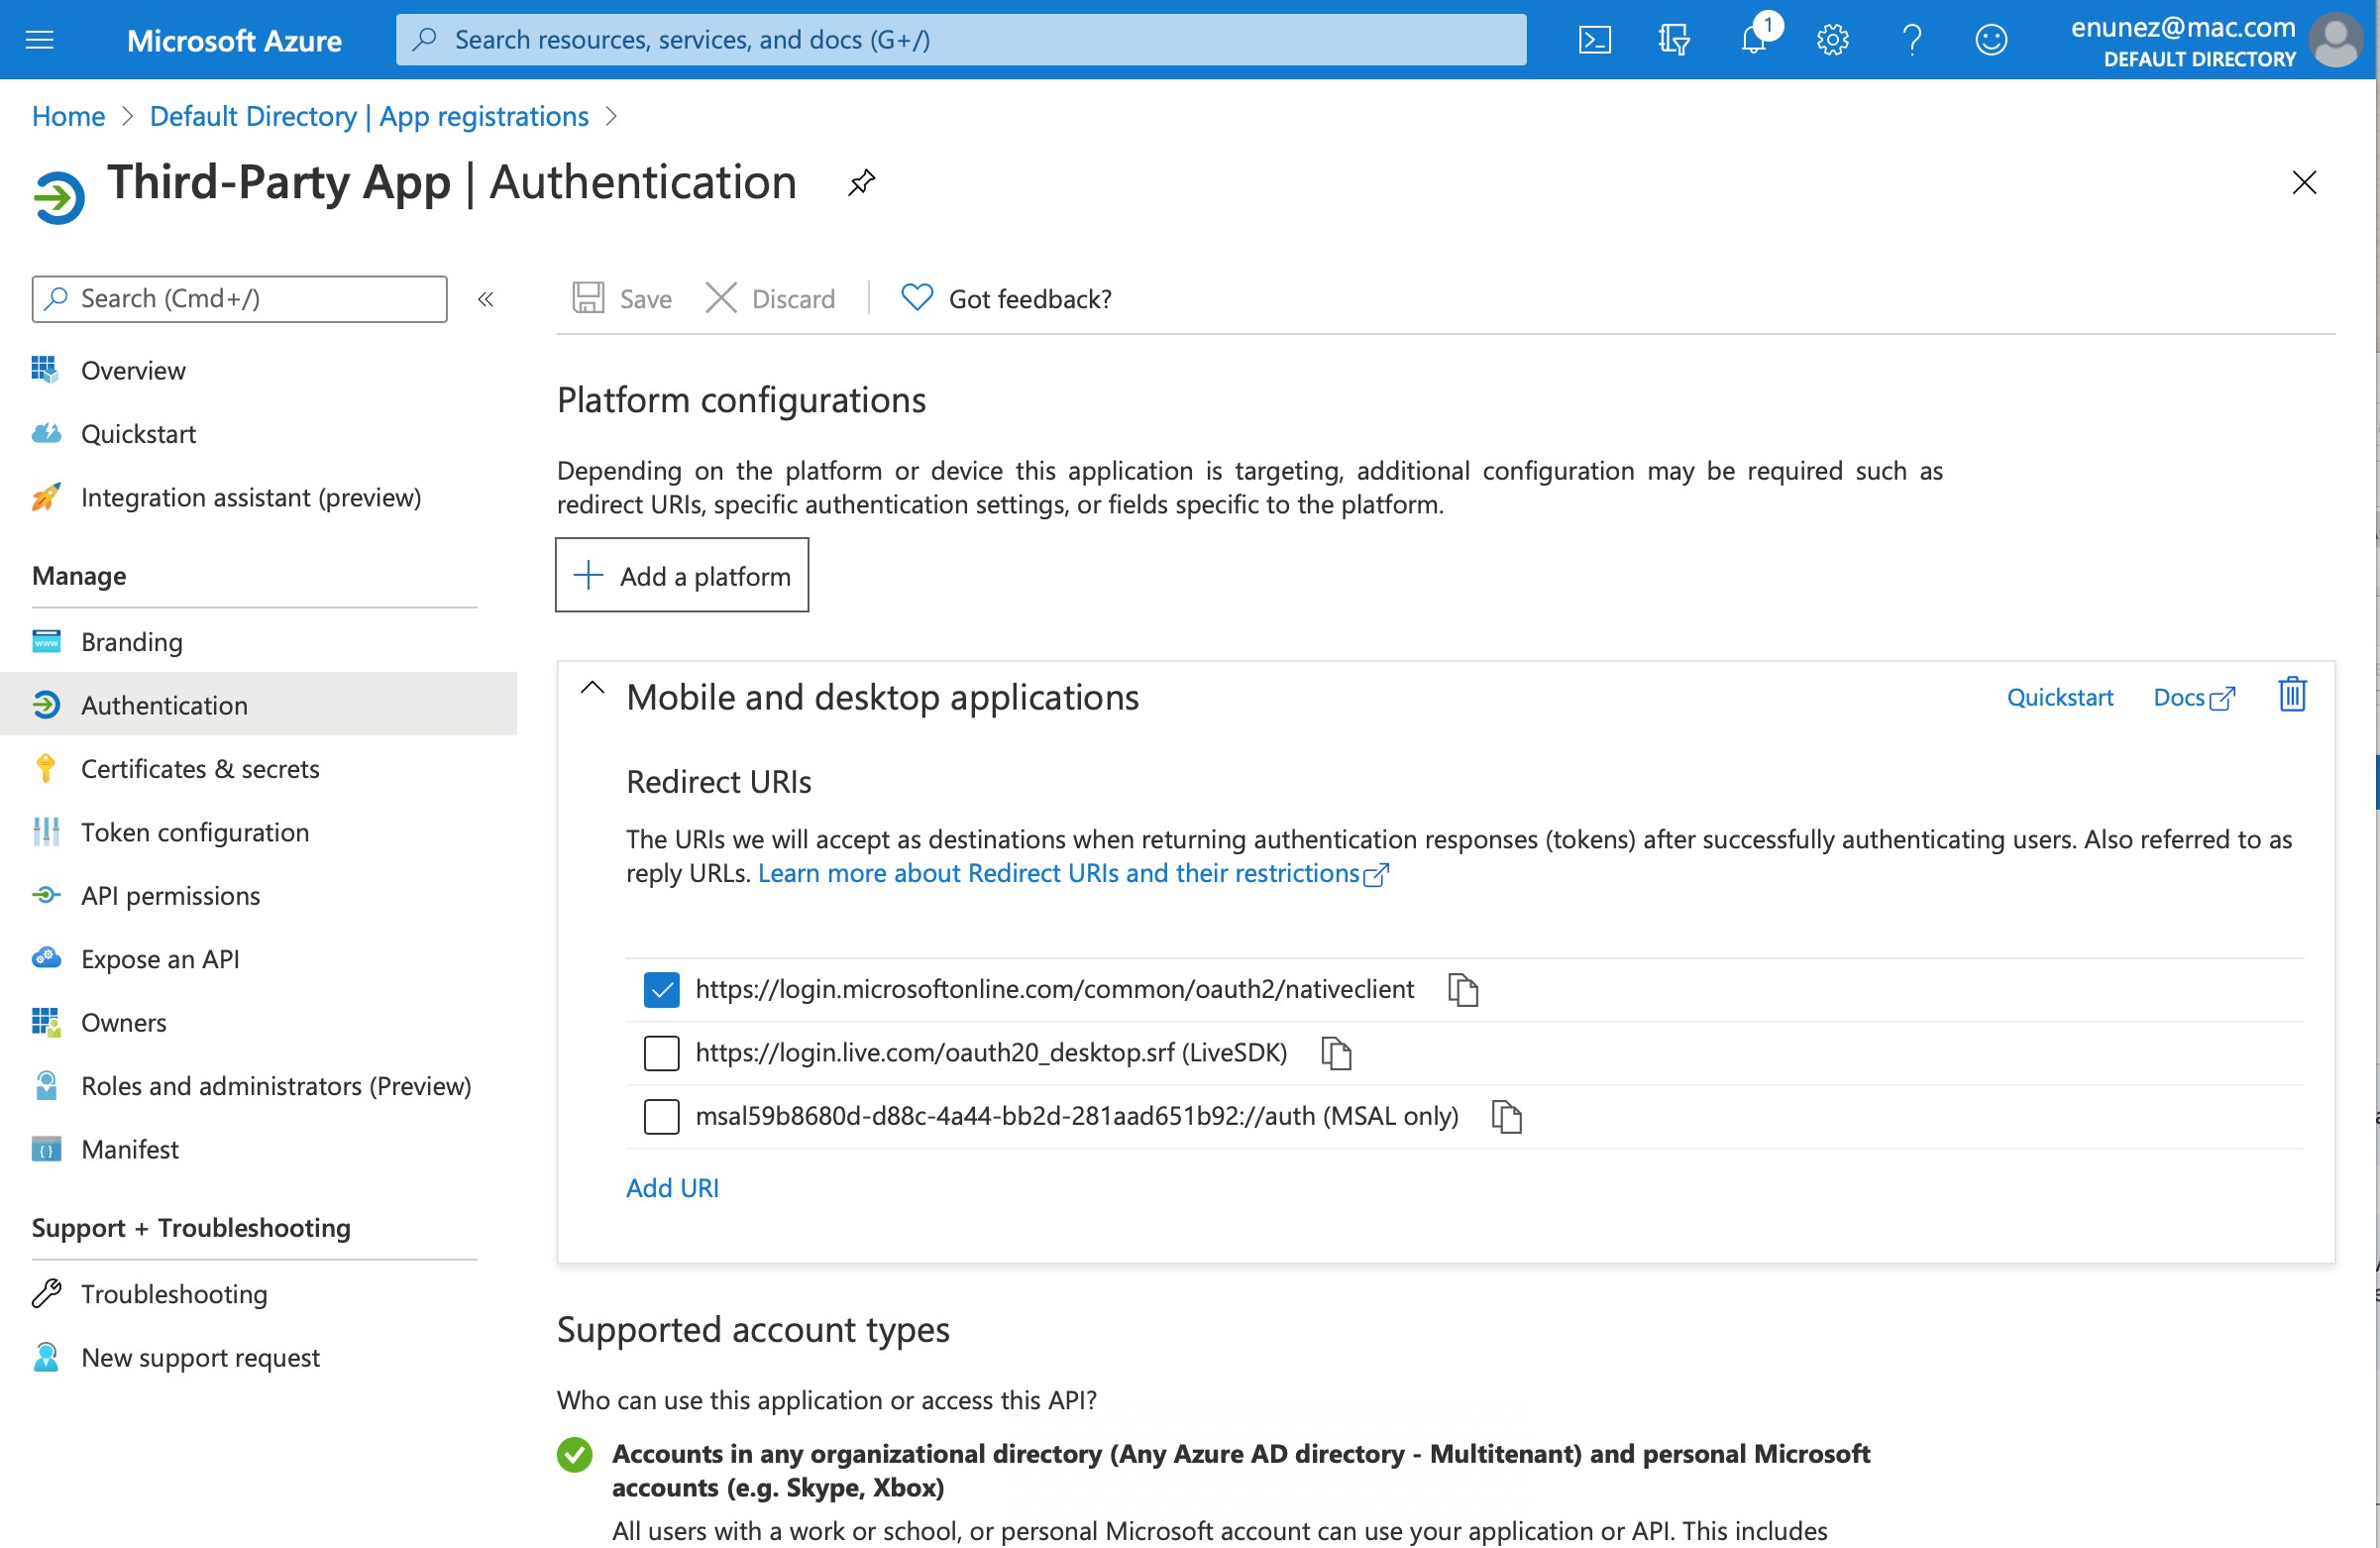 Microsoft Azure
Search resources, services, and docs (G+/)
1
enunez@mac.com
DEFAULT DIRECTORY
Home > Default Directory | App registrations >
Third-Party App | Authentication
Search (Cmd+/)
«
Overview
Quickstart
Integration assistant (preview)
Manage
Branding
Authentication
Certificates & secrets
Token configuration
API permissions
Expose an API
Owners
Roles and administrators (Preview)
Manifest
Support + Troubleshooting
Troubleshooting
New support request
Save
Discard
Got feedback?
Platform configurations
Depending on the platform or device this application is targeting, additional configuration may be required such as
redirect URIs, specific authentication settings, or fields specific to the platform.
Add a platform
Mobile and desktop applications
Quickstart
Docs
Redirect URIs
The URIs we will accept as destinations when returning authentication responses (tokens) after successfully authenticating users. Also referred to as
reply URLs. Learn more about Redirect URIs and their restrictions
https://login.microsoftonline.com/common/oauth2/nativeclient
https://login.live.com/oauth20_desktop.srf (LiveSDK)
msal59b8680d-d88c-4a44-bb2d-281aad651b92://auth (MSAL only)
Add URI
Supported account types
Who can use this application or access this API?
Accounts in any organizational directory (Any Azure AD directory - Multitenant) and personal Microsoft
accounts (e.g. Skype, Xbox)
All users with a work or school, or personal Microsoft account can use your application or API. This includes